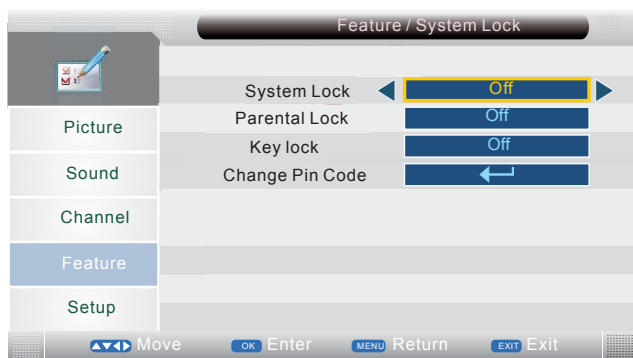 Feature / System Lock
System Lock Off
Parental Lock Off
Key lock Off
Change Pin Code
Picture
Sound
Channel
Feature
Setup
Move OK Enter MENU Return EXIT Exit